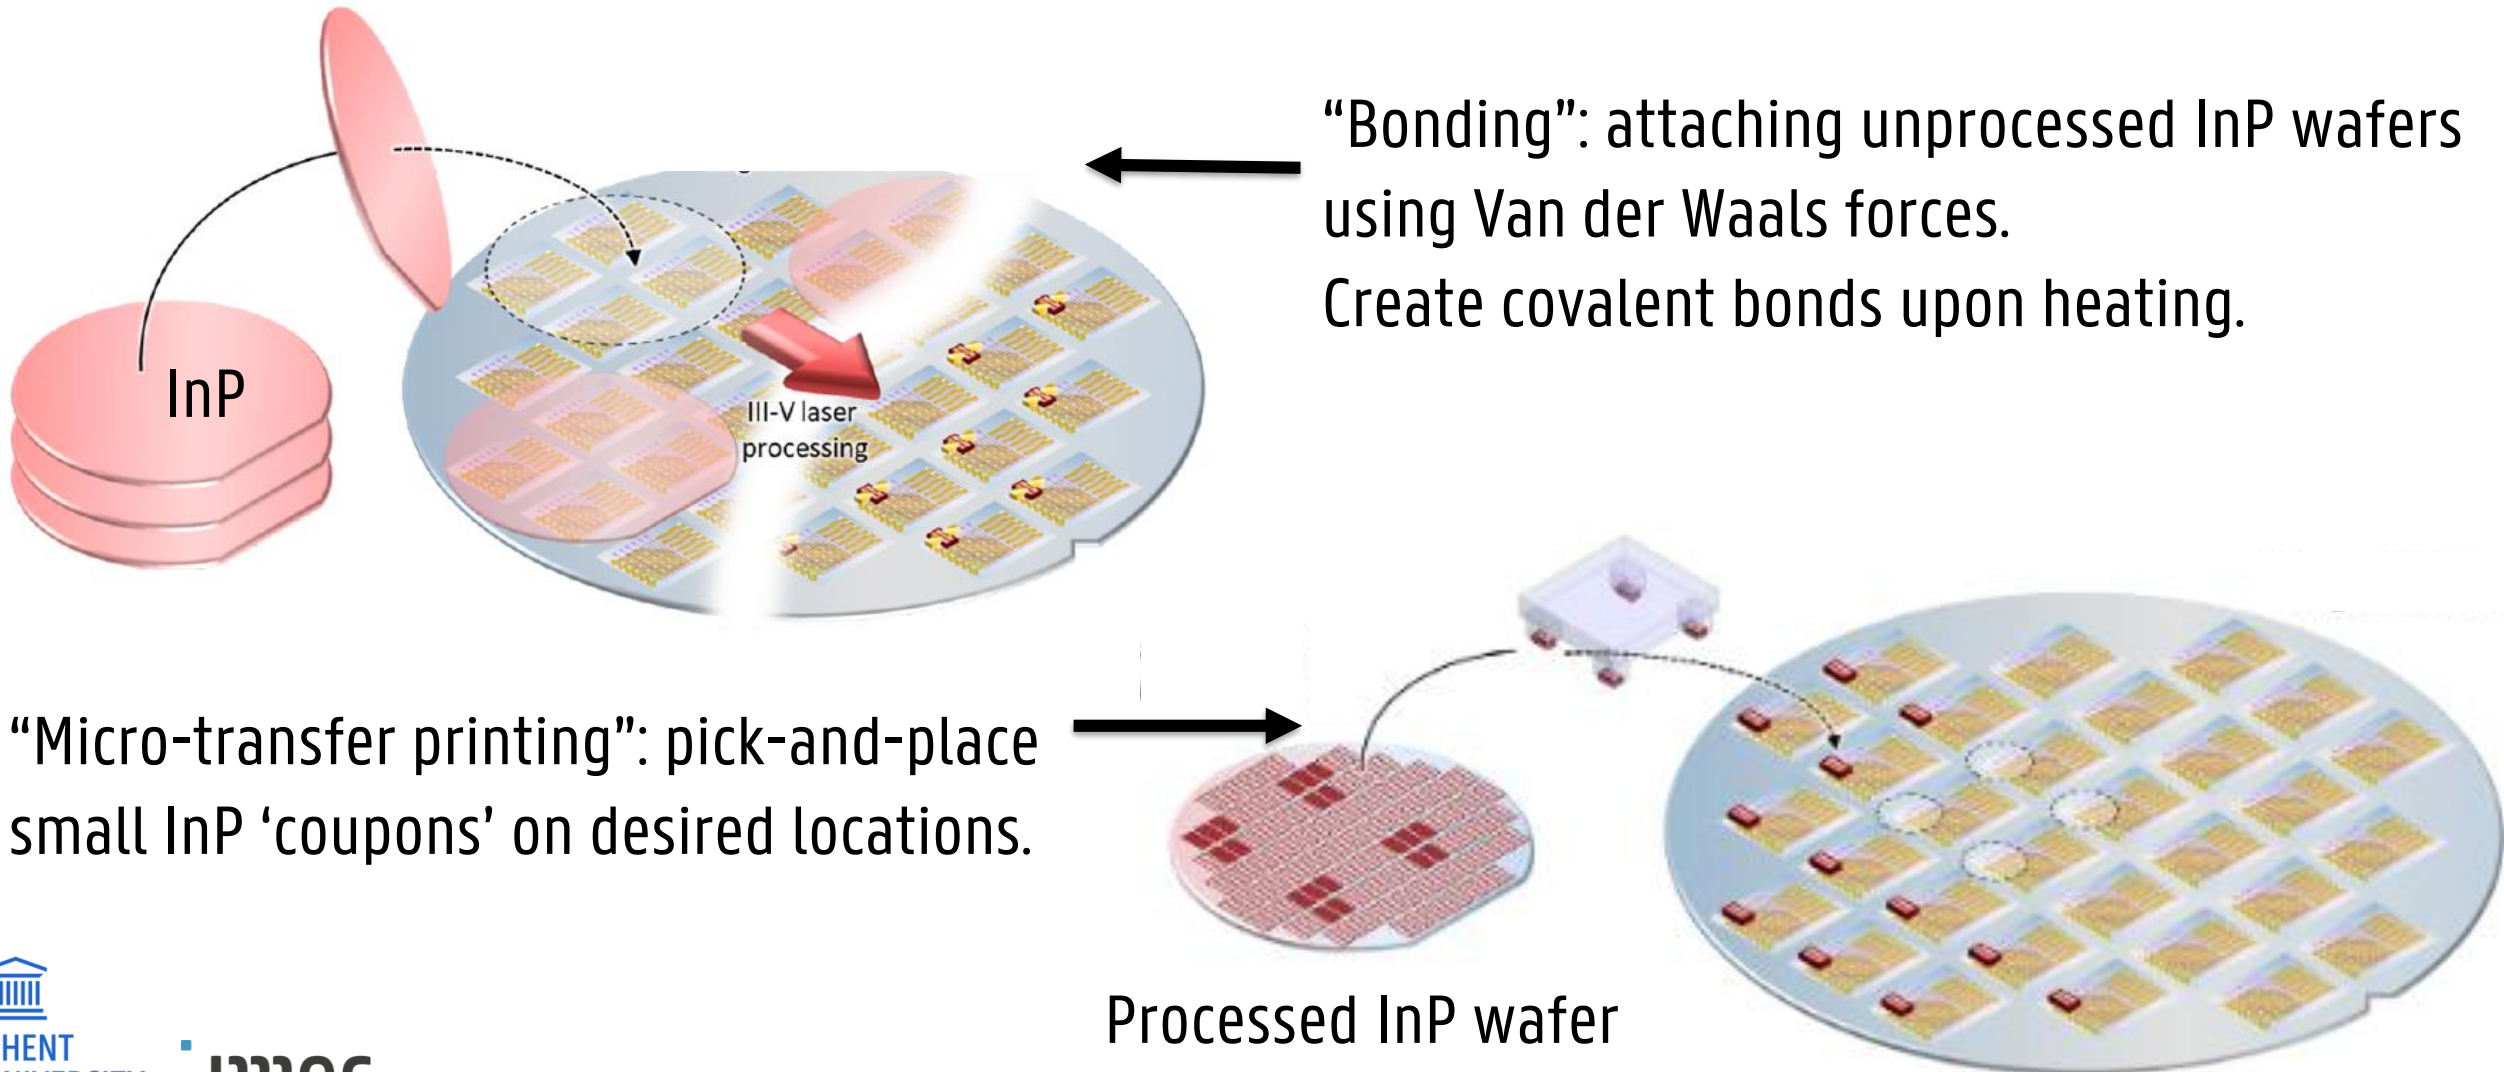 “Bonding”: attaching unprocessed InP wafers
using Van der Waals forces.
Create covalent bonds upon heating.
InP
III-V laser
processing
“Micro-transfer printing”: pick-and-place
small InP ‘coupons’ on desired locations.
Processed InP wafer